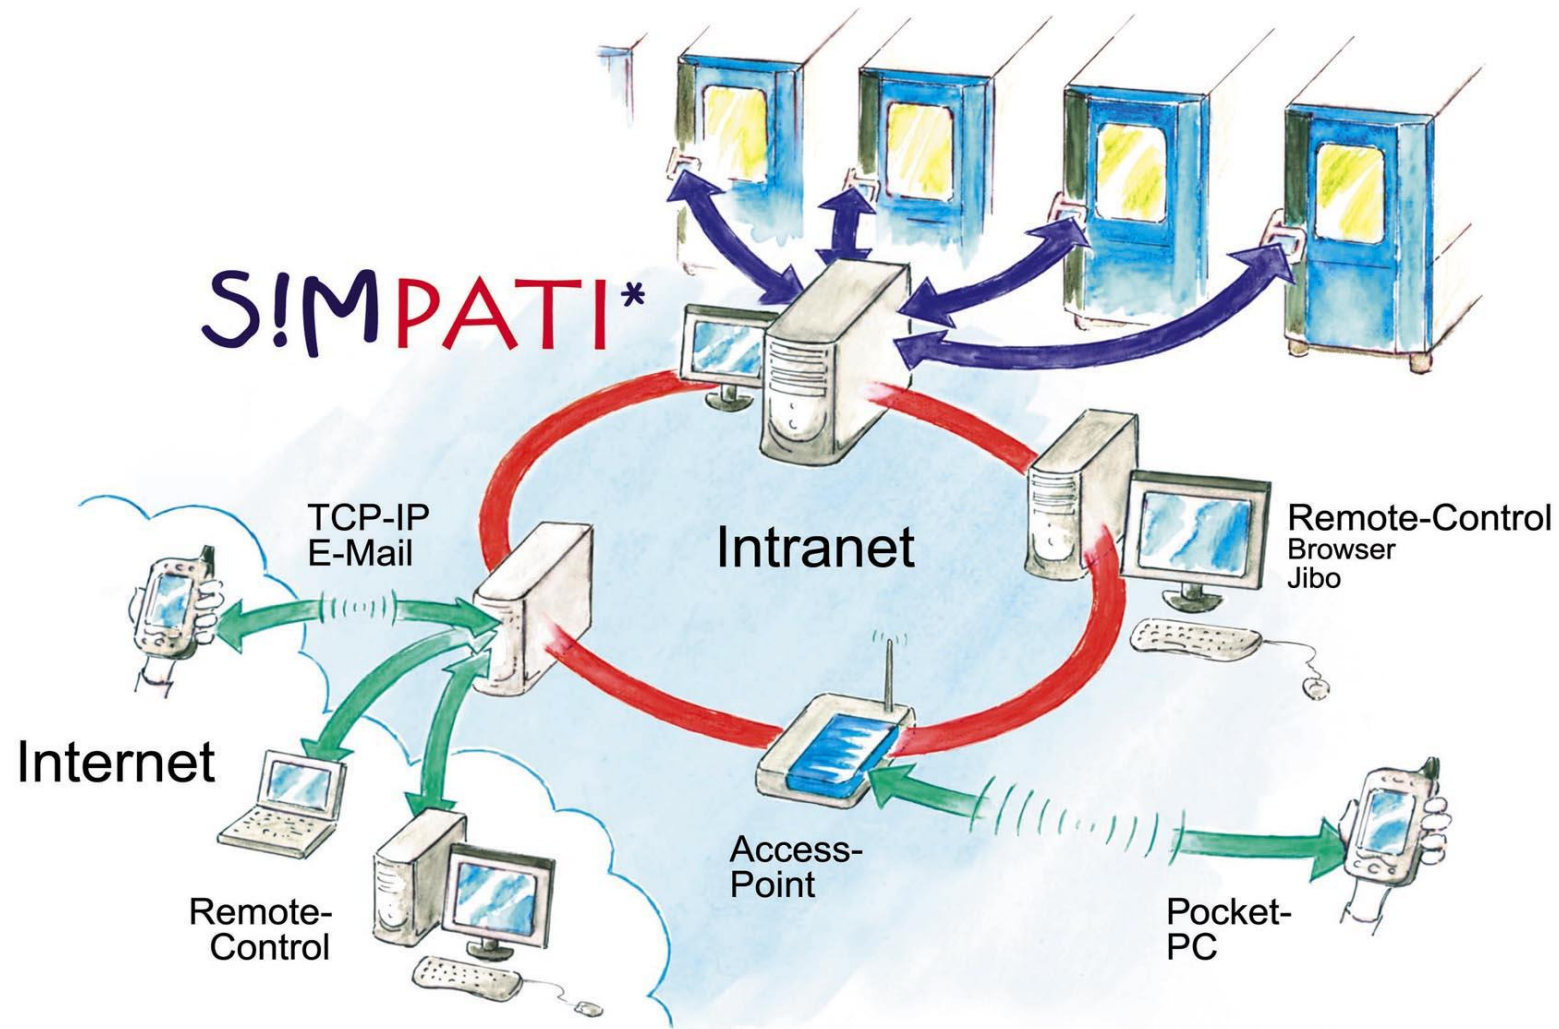 S!MPATI*
TCP-IP
E-Mail
Intranet
Remote-Control
Browser
Jibo
Internet
Access-
Point
Remote-
Control
Pocket-
PC